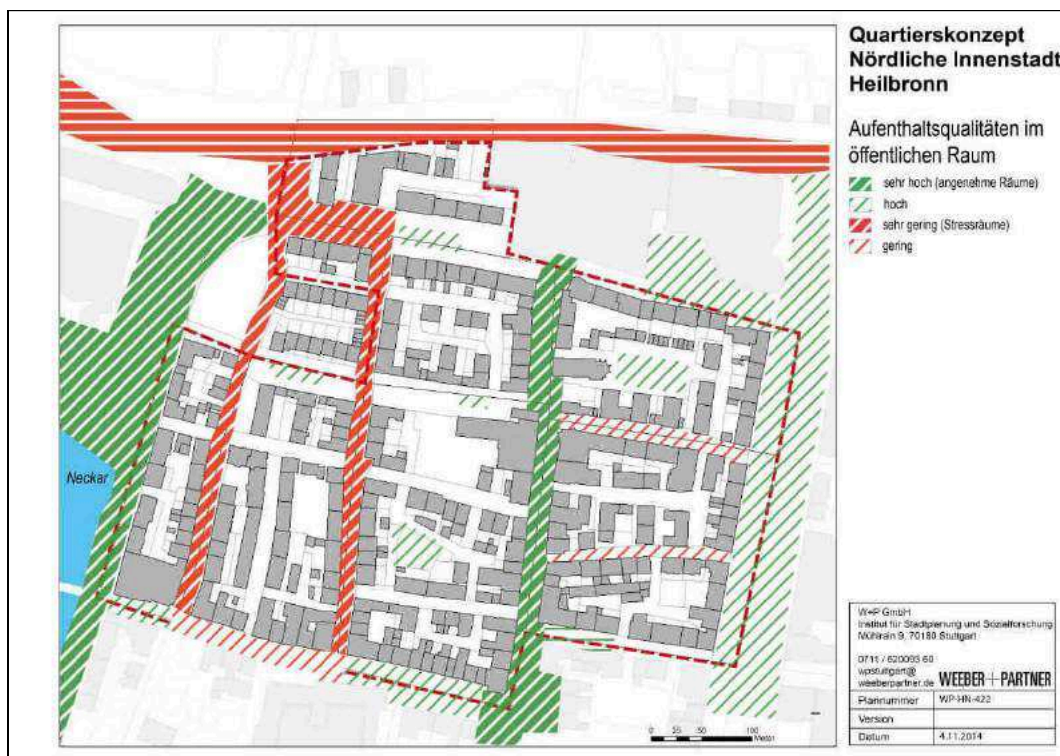 Quartierskonzept
Nördliche Innenstadt
Heilbronn
Aufenthaltsqualitäten im
öffentlichen Raum
sehr hoch (angenehme Räume)
hoch
sehr gering (Stressräume)
gering
Neckar
W+P GmbH
Institut für Stadtplanung und Sozialforschung
Mühlrain 9, 70180 Stuttgart
0711 / 620093 60
wpstuttgart@
weeberpartner.de WEEBER+PARTNER
Plannummer WP-HN-422
Version
Datum 4.11.2014
0 25 50 100
Meter